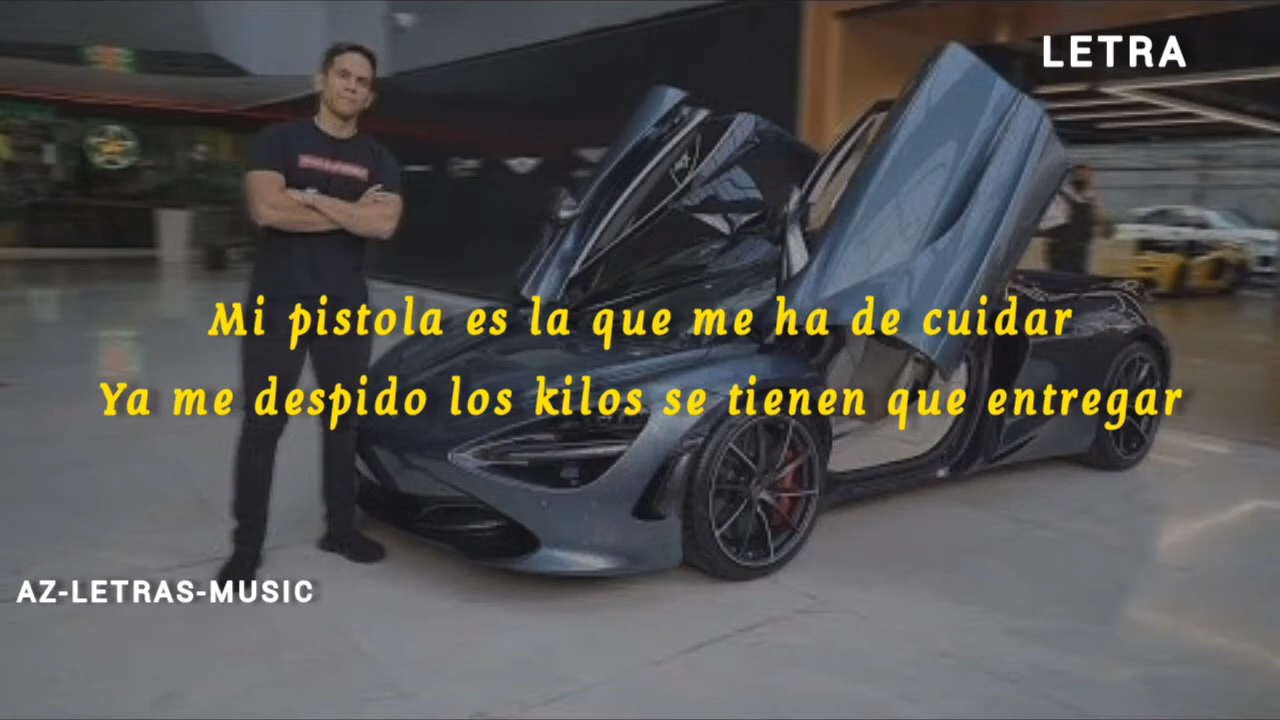 LETRA
Mi pistola es la que me ha de cuidar
Ya me despido los kilos se tienen que entregar
AZ-LETRAS-MUSIC